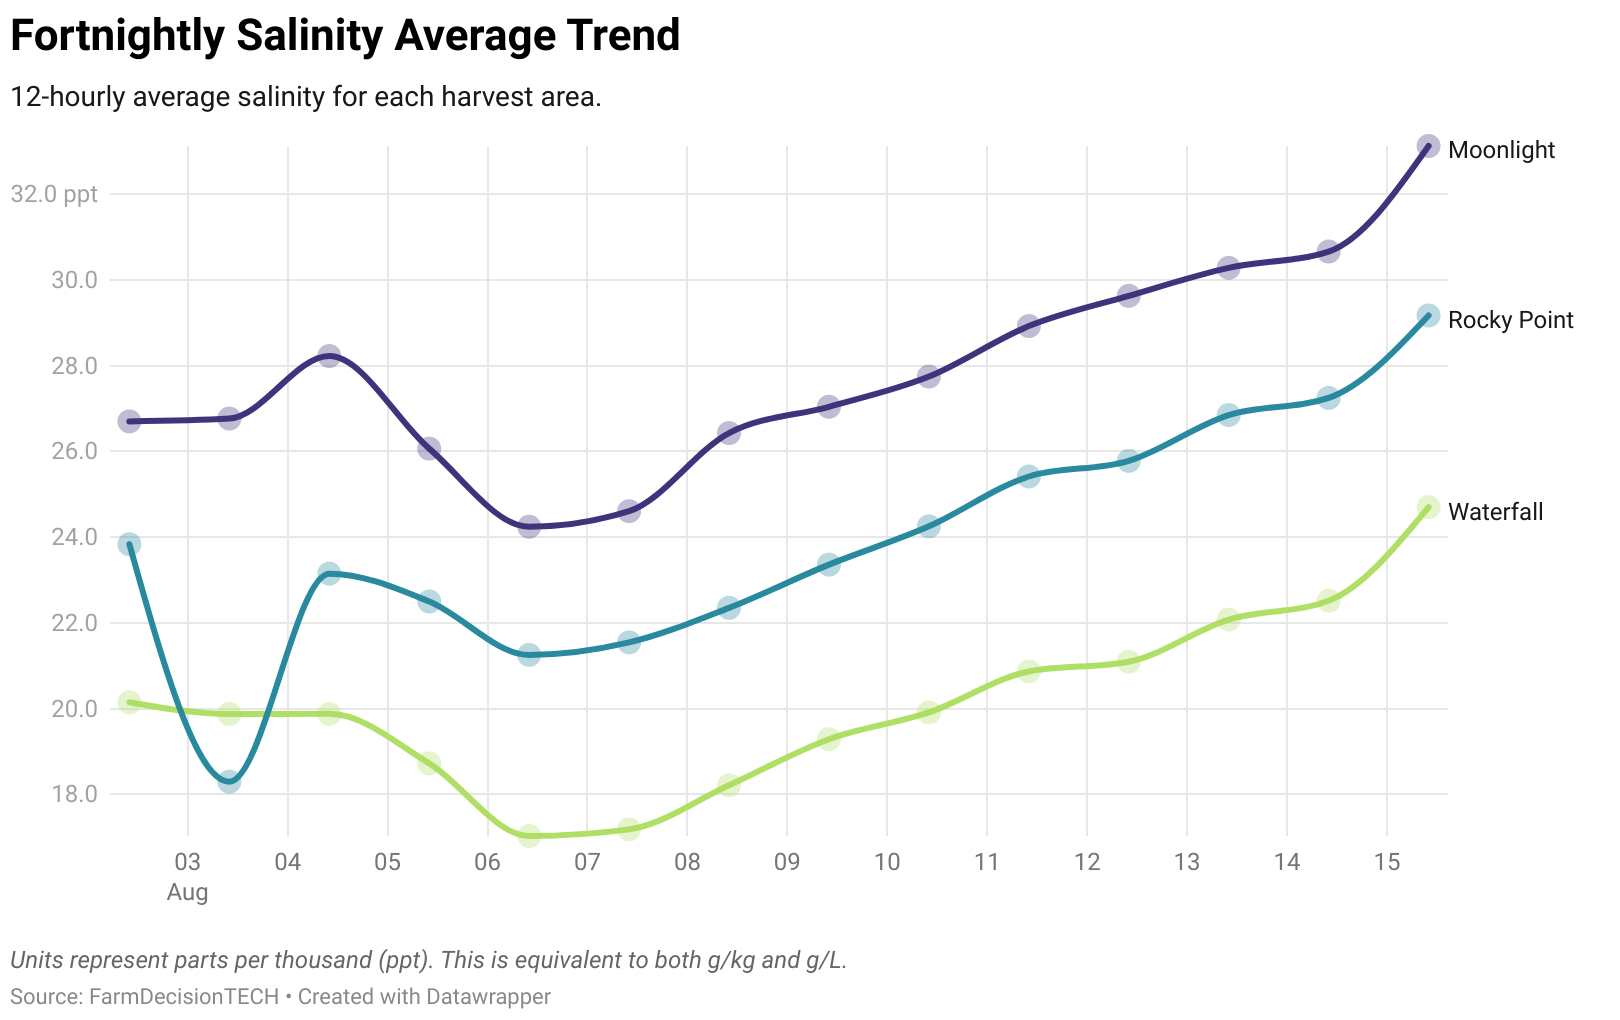 Fortnightly Salinity Average Trend
12-hourly average salinity for each harvest area.
Moonlight
32.0 ppt
30.0
Rocky Point
28.0
26.0
24.0
Waterfall
22.0
20.0
18.0
03 04 05 06 07 08 09 10 11 12 13 14 15
Aug
Units represent parts per thousand (ppt). This is equivalent to both g/kg and g/L.
Source: FarmDecisionTECH • Created with Datawrapper